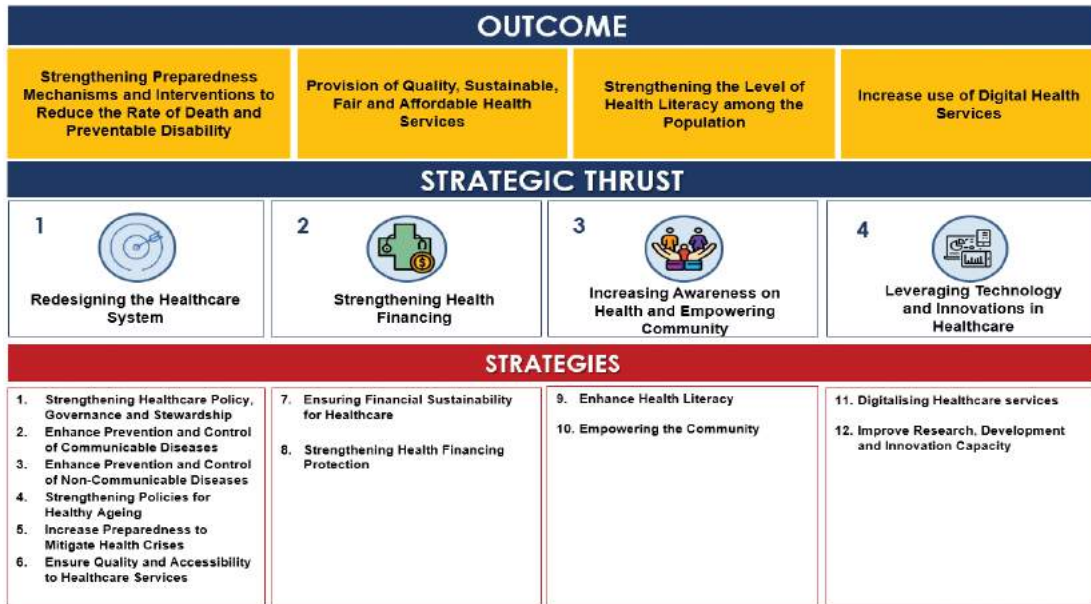 OUTCOME
Strengthening Preparedness
Mechanisms and Interventions to
Reduce the Rate of Death and
Preventable Disability
Provision of Quality, Sustainable,
Fair and Affordable Health
Services
Strengthening the Level of
Health Literacy among the
Population
Increase use of Digital Health
Services
STRATEGIC THRUST
1
Redesigning the Healthcare
System
2
Strengthening Health
Financing
3
Increasing Awareness on
Health and Empowering
Community
4
Leveraging Technology
and Innovations in
Healthcare
STRATEGIES
1. Strengthening Healthcare Policy,
Governance and Stewardship
2. Enhance Prevention and Control
of Communicable Diseases
3. Enhance Prevention and Control
of Non-Communicable Diseases
4. Strengthening Policies for
Healthy Ageing
5. Increase Preparedness to
Mitigate Health Crises
6. Ensure Quality and Accessibility
to Healthcare Services
7. Ensuring Financial Sustainability
for Healthcare
8. Strengthening Health Financing
Protection
9. Enhance Health Literacy
10. Empowering the Community
11. Digitalising Healthcare services
12. Improve Research, Development
and Innovation Capacity